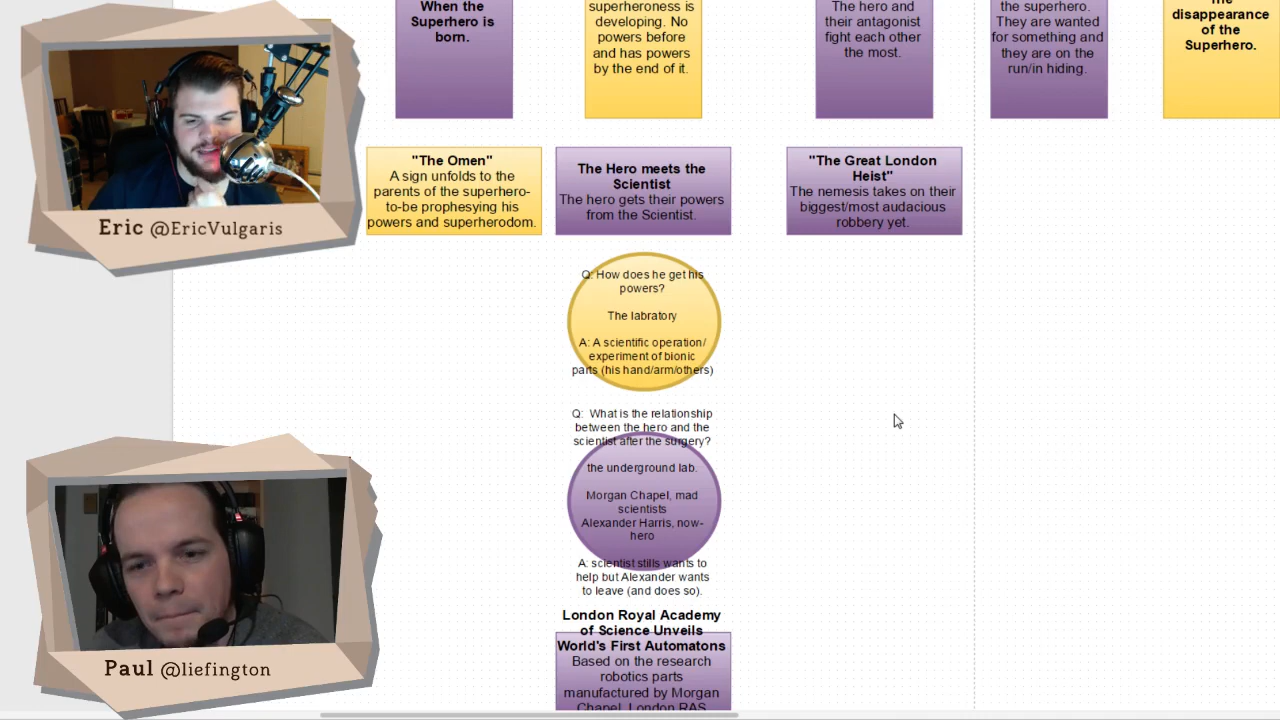 When the
Superhero is
born.
superheroness is
developing. No
powers before
and has powers
by the end of it.
The hero and
their antagonist
fight each other
the most.
the superhero.
They are wanted
for something and
they are on the
run/in hiding.
The
disappearance
of the
Superhero.
"The Omen"
A sign unfolds to the
parents of the superhero-
to-be prophesying his
powers and superherodom.
The Hero meets the
Scientist
The hero gets their powers
from the Scientist.
"The Great London
Heist"
The nemesis takes on their
biggest/most audacious
robbery yet.
Q: How does he get his
powers?
The labratory
A: A scientific operation/
experiment of bionic
parts (his hand/arm/others)
Q: What is the relationship
between the hero and the
scientist after the surgery?
the underground lab.
Morgan Chapel, mad
scientists
Alexander Harris, now-
hero
A: scientist stills wants to
help but Alexander wants
to leave (and does so).
London Royal Academy
of Science Unveils
World's First Automatons
Based on the research
robotics parts
manufactured by Morgan
Chapel, London RAS
Eric @EricVulgaris
Paul @liefington